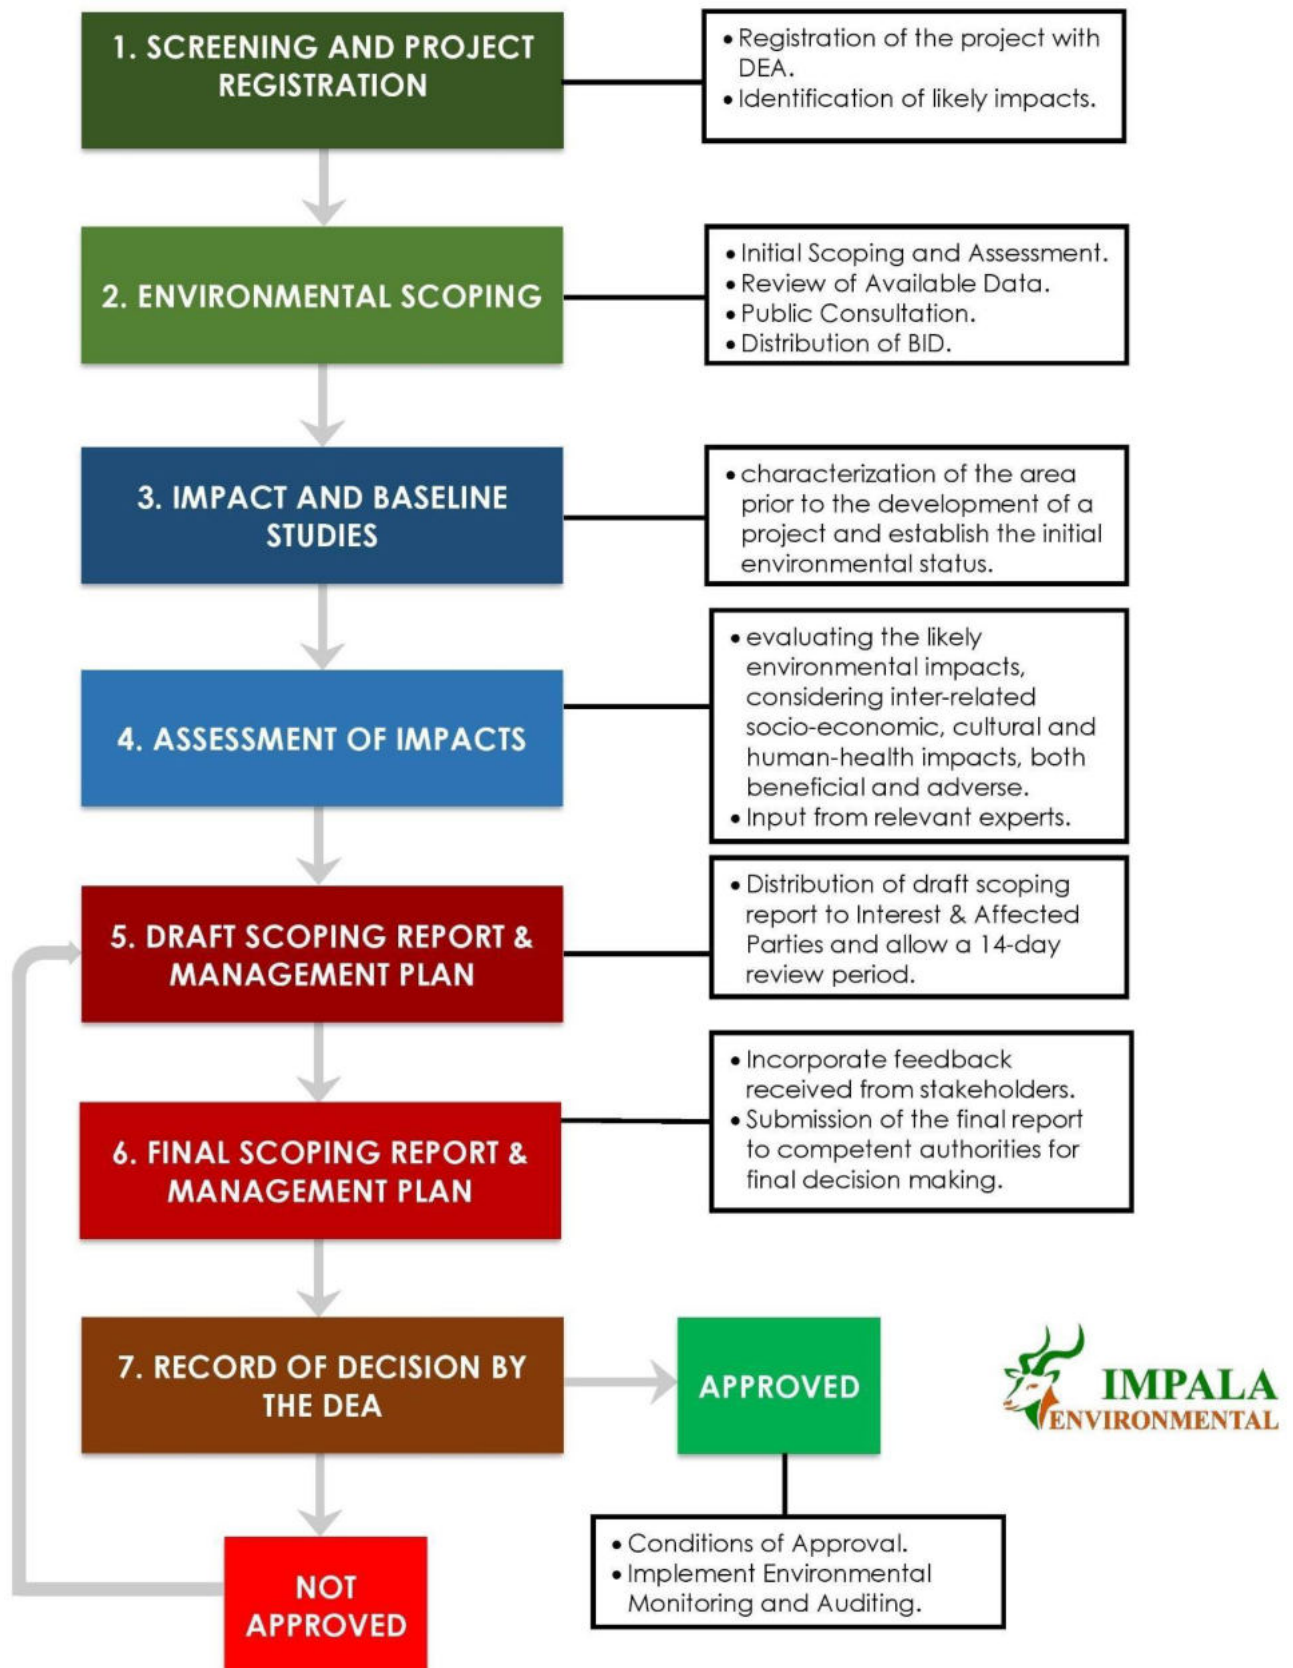 1. SCREENING AND PROJECT
REGISTRATION
• Registration of the project with
DEA.
• Identification of likely impacts.
2. ENVIRONMENTAL SCOPING
• Initial Scoping and Assessment.
• Review of Available Data.
• Public Consultation.
• Distribution of BID.
3. IMPACT AND BASELINE
STUDIES
• characterization of the area
prior to the development of a
project and establish the initial
environmental status.
4. ASSESSMENT OF IMPACTS
• evaluating the likely
environmental impacts,
considering inter-related
socio-economic, cultural and
human-health impacts, both
beneficial and adverse.
• Input from relevant experts.
5. DRAFT SCOPING REPORT &
MANAGEMENT PLAN
• Distribution of draft scoping
report to Interest & Affected
Parties and allow a 14-day
review period.
6. FINAL SCOPING REPORT &
MANAGEMENT PLAN
• Incorporate feedback
received from stakeholders.
• Submission of the final report
to competent authorities for
final decision making.
7. RECORD OF DECISION BY
THE DEA
APPROVED
IMPALA
ENVIRONMENTAL
• Conditions of Approval.
• Implement Environmental
Monitoring and Auditing.
NOT
APPROVED